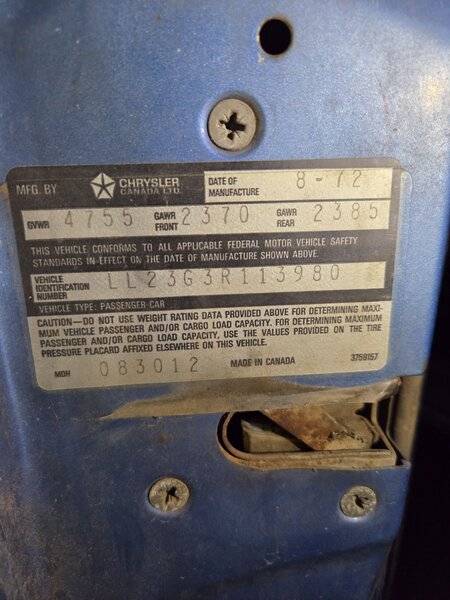 MFG. BY CHRYSLER CANADA LTD. DATE OF MANUFACTURE 8-72
GVWR 4755 GAWR FRONT 2370 GAWR REAR 2385
THIS VEHICLE CONFORMS TO ALL APPLICABLE FEDERAL MOTOR VEHICLE SAFETY
STANDARDS IN EFFECT ON THE DATE OF MANUFACTURE SHOWN ABOVE.
VEHICLE IDENTIFICATION NUMBER LL23G3R113980
VEHICLE TYPE: PASSENGER-CAR
CAUTION—DO NOT USE WEIGHT RATING DATA PROVIDED ABOVE FOR DETERMINING MAXI-
MUM VEHICLE PASSENGER AND/OR CARGO LOAD CAPACITY. FOR DETERMINING MAXIMUM
PASSENGER AND/OR CARGO LOAD CAPACITY, USE THE VALUES PROVIDED ON THE TIRE
PRESSURE PLACARD AFFIXED ELSEWHERE ON THIS VEHICLE.
3759157
MDH 083012 MADE IN CANADA